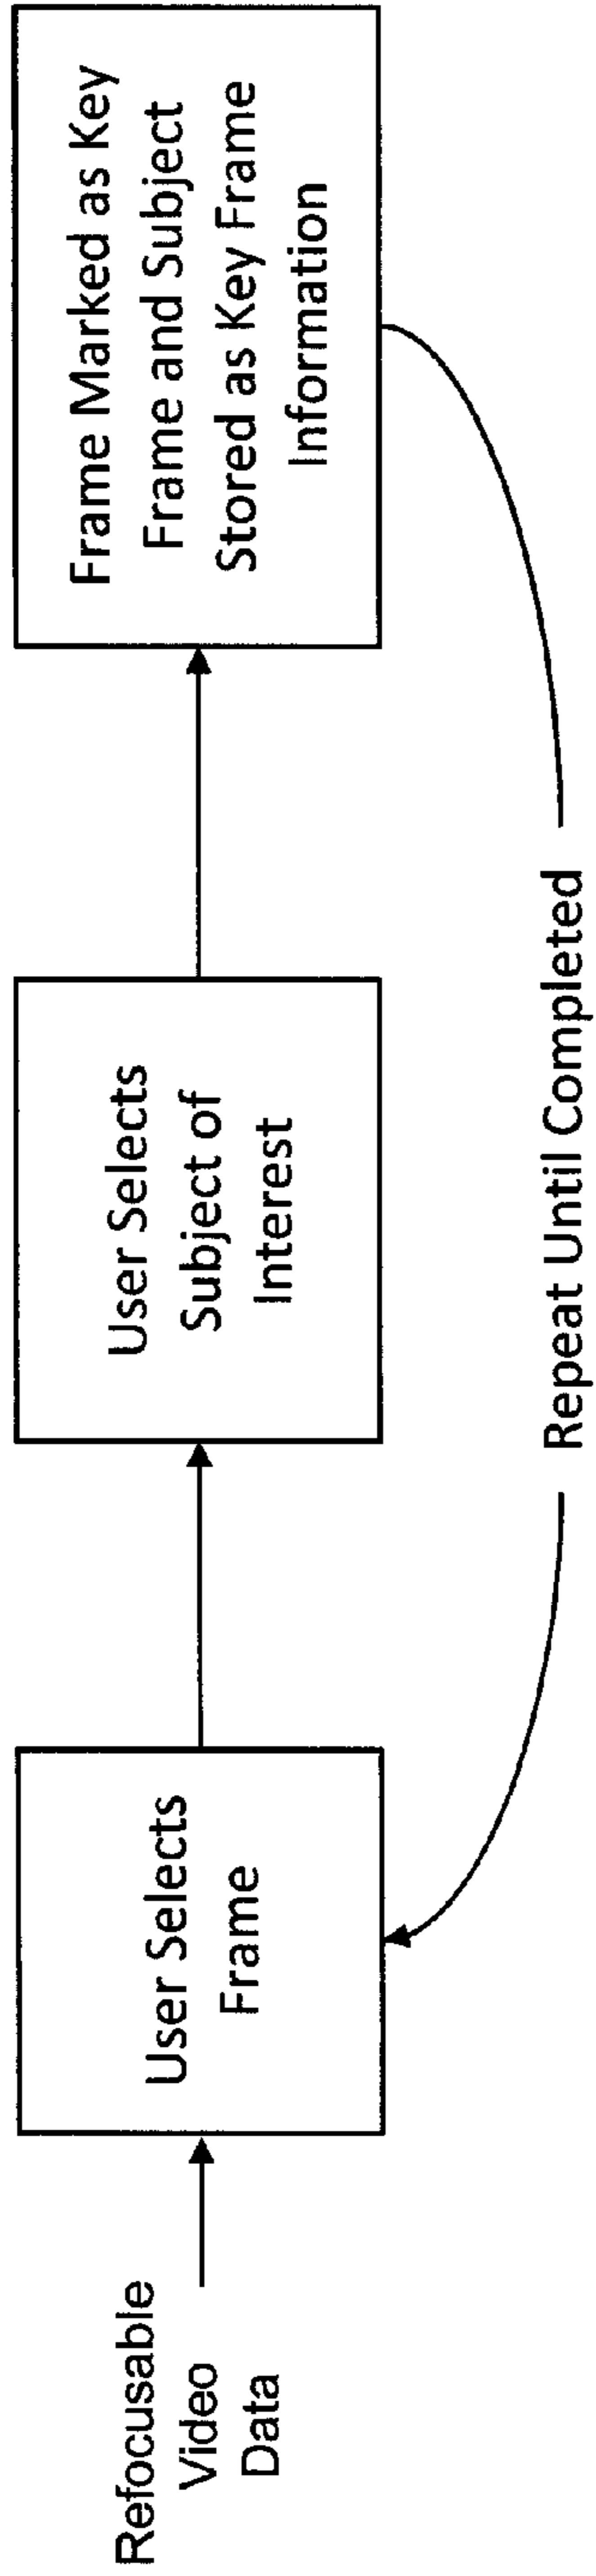 Refocusable
Video
Data
User Selects
Frame
User Selects
Subject of
Interest
Frame Marked as Key
Frame and Subject
Stored as Key Frame
Information
Repeat Until Completed